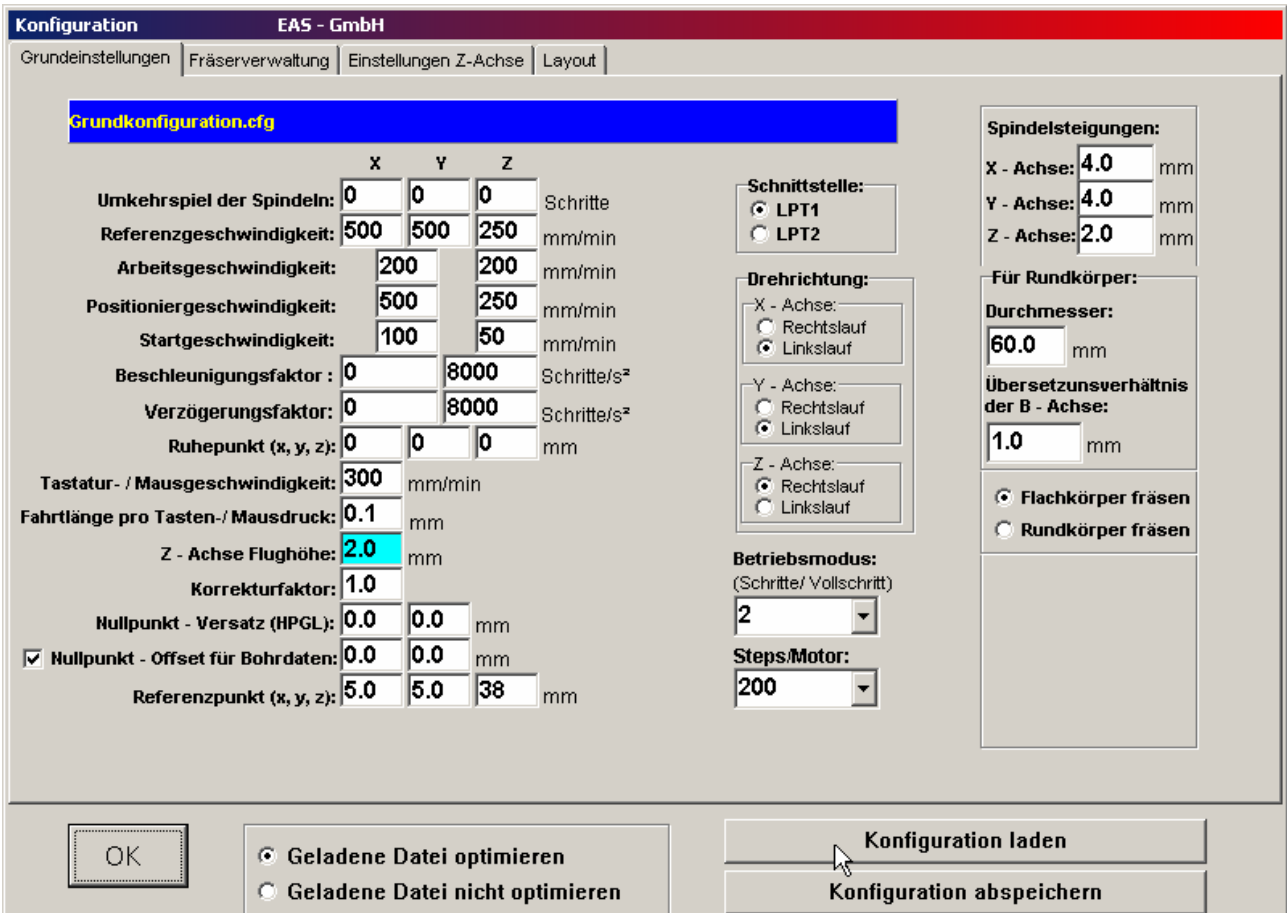 Konfiguration EAS - GmbH
Grundeinstellungen Fräserverwaltung Einstellungen Z-Achse Layout
Grundkonfiguration.cfg
X Y Z
Umkehrspiel der Spindeln: 0 0 0 Schritte
Referenzgeschwindigkeit: 500 500 250 mm/min
Arbeitsgeschwindigkeit: 200 200 mm/min
Positioniergeschwindigkeit: 500 250 mm/min
Startgeschwindigkeit: 100 50 mm/min
Beschleunigungsfaktor : 0 8000 Schritte/s²
Verzögerungsfaktor: 0 8000 Schritte/s²
Ruhepunkt (x, y, z): 0 0 0 mm
Tastatur- / Mausgeschwindigkeit: 300 mm/min
Fahrtlänge pro Tasten-/ Mausdruck: 0.1 mm
Z - Achse Flughöhe: 2.0 mm
Korrekturfaktor: 1.0
Nullpunkt - Versatz (HPGL): 0.0 0.0 mm
Nullpunkt - Offset für Bohrdaten: 0.0 0.0 mm
Referenzpunkt (x, y, z): 5.0 5.0 38 mm
Schnittstelle:
LPT1
LPT2
Drehrichtung:
X - Achse:
Rechtslauf
Linkslauf
Y - Achse:
Rechtslauf
Linkslauf
Z - Achse:
Rechtslauf
Linkslauf
Betriebsmodus:
(Schritte/ Vollschritt)
2
Steps/Motor:
200
Spindelsteigungen:
X - Achse: 4.0 mm
Y - Achse: 4.0 mm
Z - Achse: 2.0 mm
Für Rundkörper:
Durchmesser:
60.0 mm
Übersetzunsverhältnis
der B - Achse:
1.0 mm
Flachkörper fräsen
Rundkörper fräsen
OK
Geladene Datei optimieren
Geladene Datei nicht optimieren
Konfiguration laden
Konfiguration abspeichern